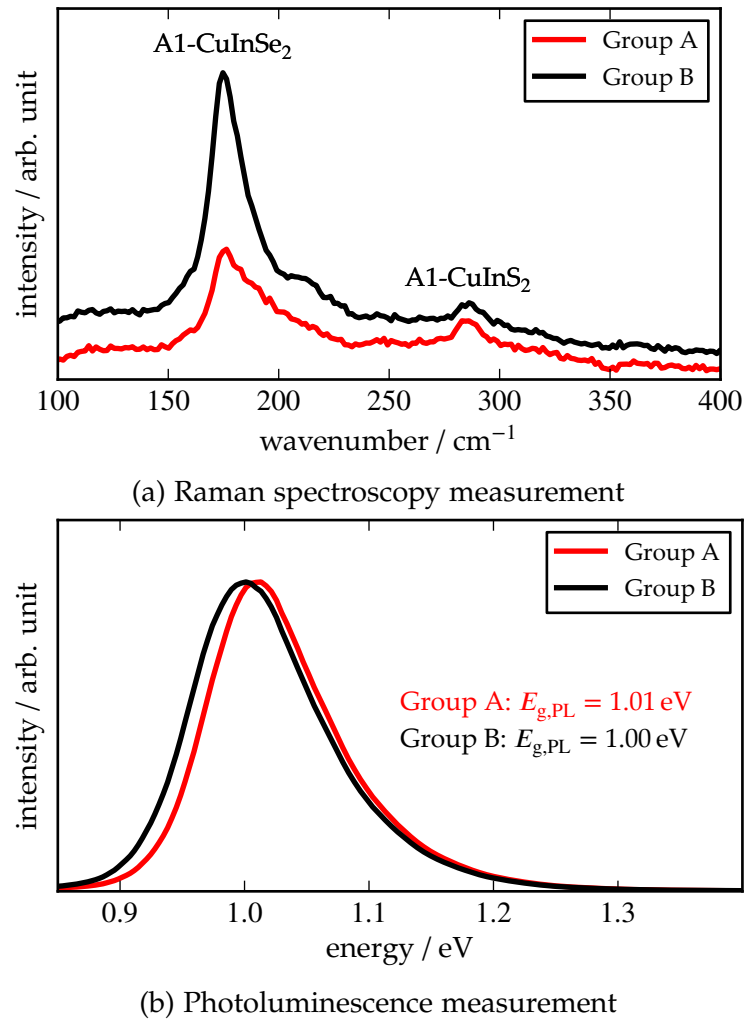 A1-CuInSe₂
Group A
Group B
A1-CuInS₂
intensity / arb. unit
100 150 200 250 300 350 400
wavenumber / cm⁻¹
(a) Raman spectroscopy measurement
Group A
Group B
Group A: E_g,PL = 1.01 eV
Group B: E_g,PL = 1.00 eV
intensity / arb. unit
0.9 1.0 1.1 1.2 1.3
energy / eV
(b) Photoluminescence measurement